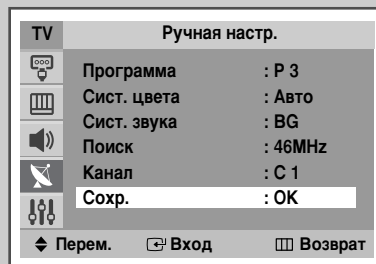 TV Ручная настр.
Программа : P 3
Сист. цвета : Авто
Сист. звука : BG
Поиск : 46MHz
Канал : C 1
Сохр. : OK
Перем. Вход Возврат